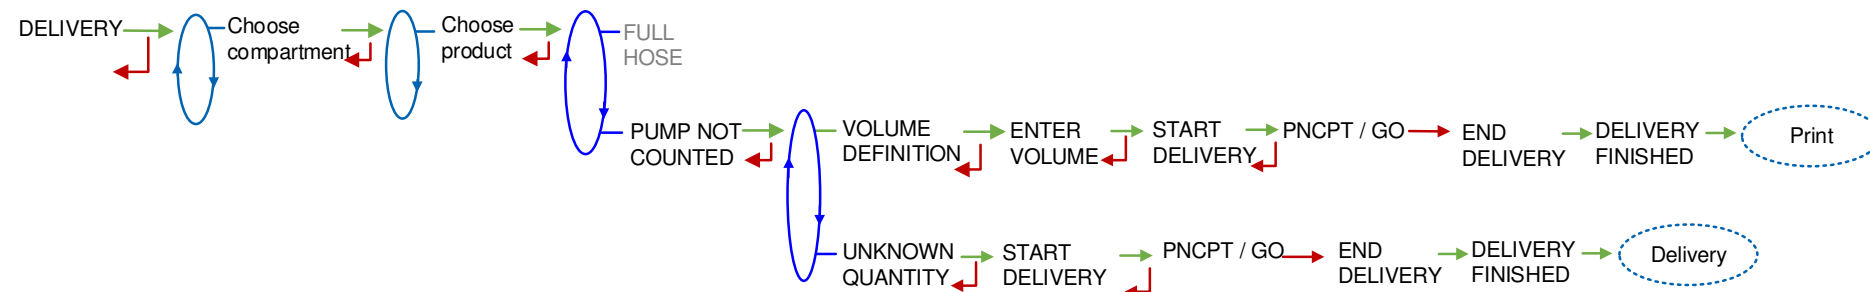 DELIVERY
Choose
compartment
Choose
product
FULL
HOSE
PUMP NOT
COUNTED
VOLUME
DEFINITION
ENTER
VOLUME
START
DELIVERY
PNCPT / GO
END
DELIVERY
DELIVERY
FINISHED
Print
UNKNOWN
QUANTITY
START
DELIVERY
PNCPT / GO
END
DELIVERY
DELIVERY
FINISHED
Delivery